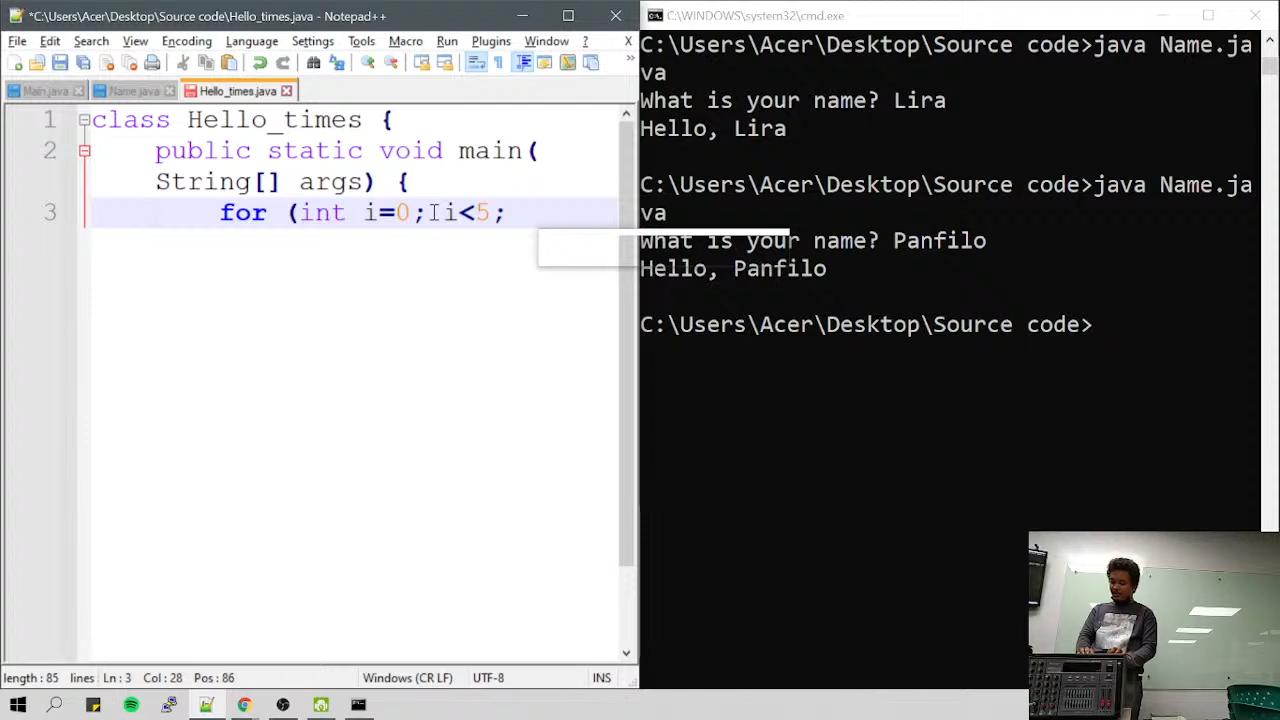 *C:\Users\Acer\Desktop\Source code\Hello_times.java - Notepad++
File Edit Search View Encoding Language Settings Tools Macro Run Plugins Window ? X
Main.java Name.java Hello_times.java
1 class Hello_times {
2 public static void main(
String[] args) {
3 for (int i=0; i<5;
length: 85 lines Ln: 3 Col: 28 Pos: 86 Windows (CR LF) UTF-8 INS
C:\WINDOWS\system32\cmd.exe
C:\Users\Acer\Desktop\Source code>java Name.ja
va
What is your name? Lira
Hello, Lira
C:\Users\Acer\Desktop\Source code>java Name.ja
va
What is your name? Panfilo
Hello, Panfilo
C:\Users\Acer\Desktop\Source code>